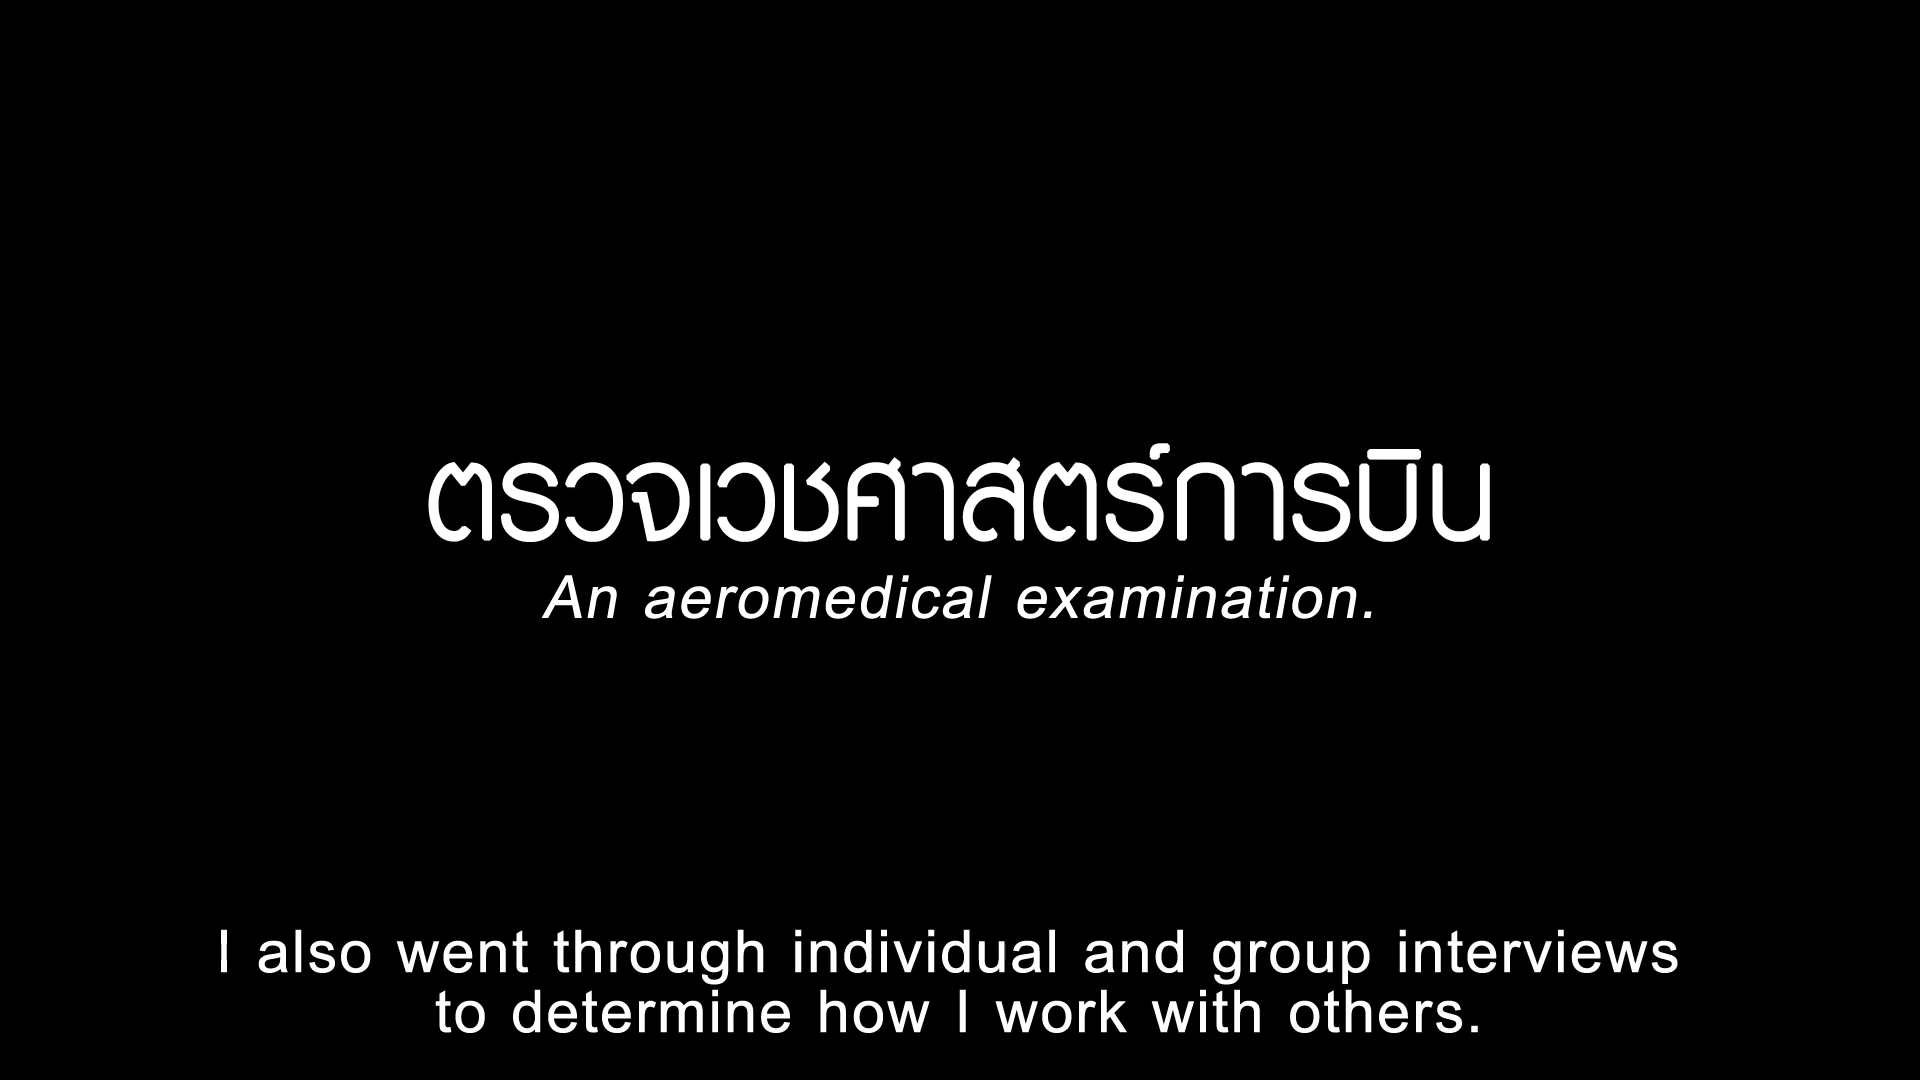 ตรวจเวชศาสตร์การบิน
An aeromedical examination.
I also went through individual and group interviews
to determine how I work with others.